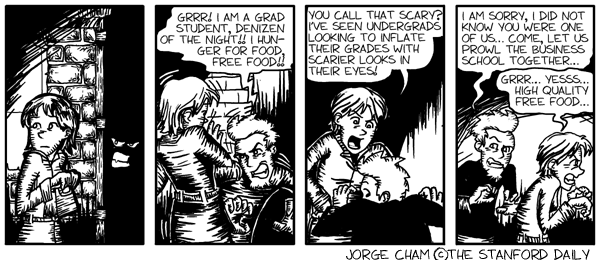 GRRR! I AM A GRAD
STUDENT, DENIZEN
OF THE NIGHT!! I HUN-
GER FOR FOOD,
FREE FOOD!!
YOU CALL THAT SCARY?
I'VE SEEN UNDERGRADS
LOOKING TO INFLATE
THEIR GRADES WITH
SCARIER LOOKS IN
THEIR EYES!
I AM SORRY, I DID NOT
KNOW YOU WERE ONE
OF US... COME, LET US
PROWL THE BUSINESS
SCHOOL TOGETHER...
GRRR... YESSS...
HIGH QUALITY
FREE FOOD...
JORGE CHAM ©THE STANFORD DAILY